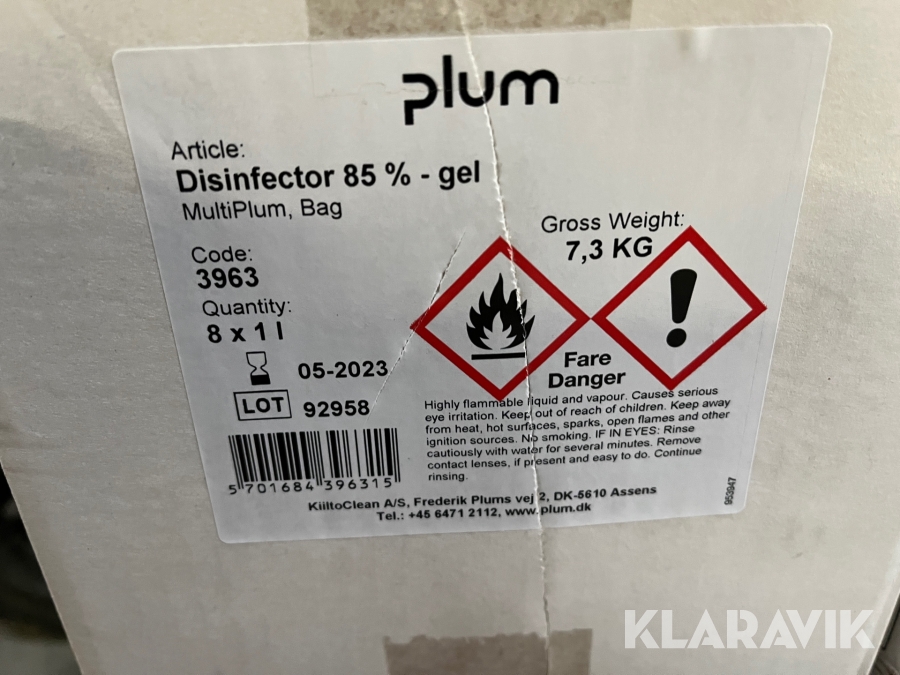 plum
Article:
Disinfector 85 % - gel
MultiPlum, Bag
Gross Weight:
7,3 KG
Code:
3963
Quantity:
8 x 1 l
05-2023
LOT 92958
Fare
Danger
Highly flammable liquid and vapour. Causes serious
eye irritation. Keep out of reach of children. Keep away
from heat, hot surfaces, sparks, open flames and other
ignition sources. No smoking. IF IN EYES: Rinse
cautiously with water for several minutes. Remove
contact lenses, if present and easy to do. Continue
rinsing.
5 701684 396315
953947
KiiltoClean A/S, Frederik Plums vej 2, DK-5610 Assens
Tel.: +45 6471 2112, www.plum.dk
KLARAVIK